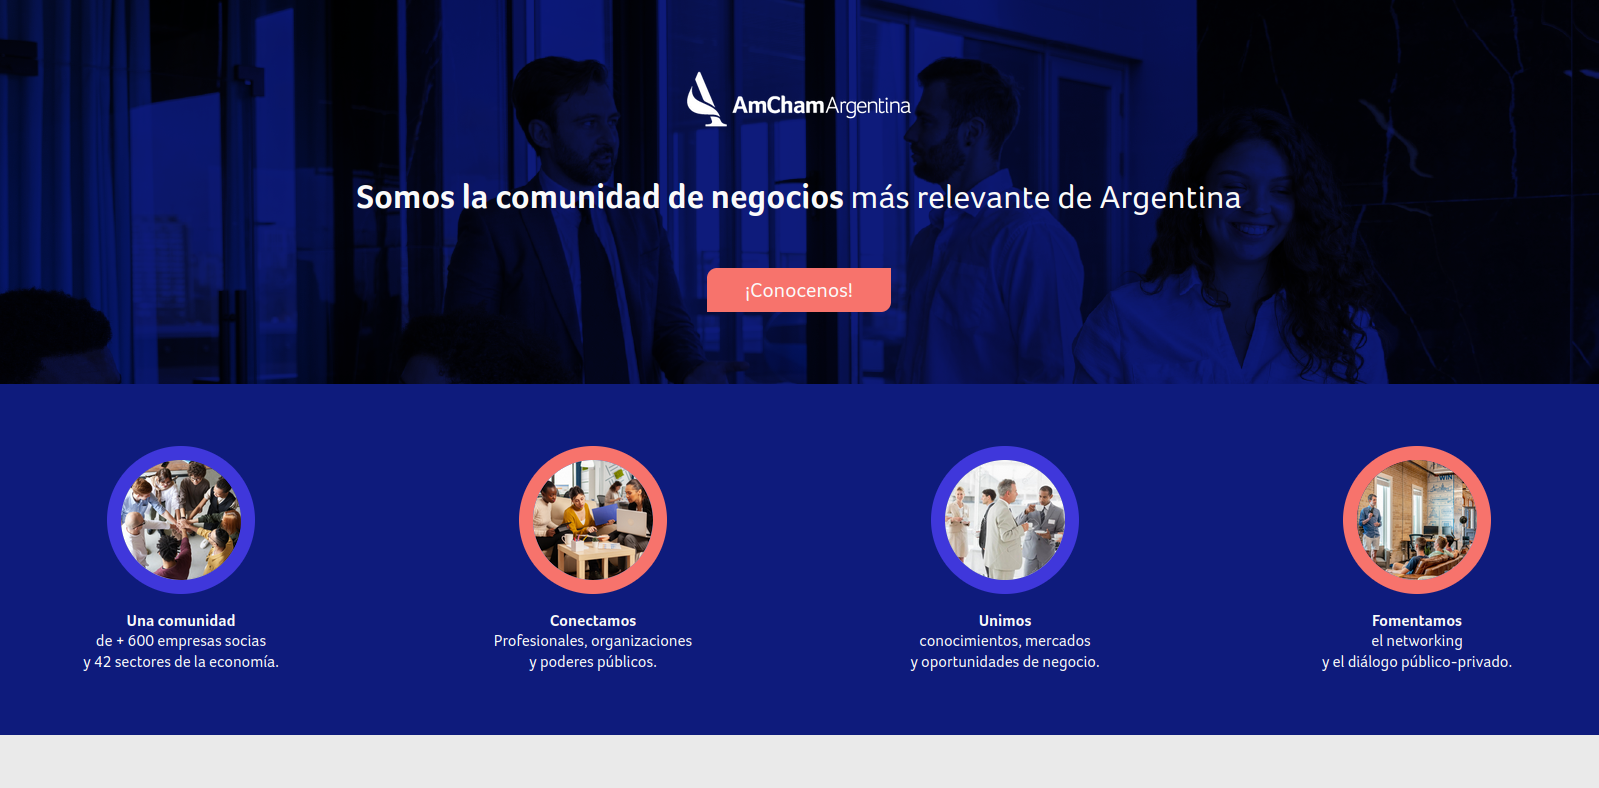 AmChamArgentina
Somos la comunidad de negocios más relevante de Argentina
¡Conocenos!
Una comunidad
de + 600 empresas socias
y 42 sectores de la economía.
Conectamos
Profesionales, organizaciones
y poderes públicos.
Unimos
conocimientos, mercados
y oportunidades de negocio.
Fomentamos
el networking
y el diálogo público-privado.